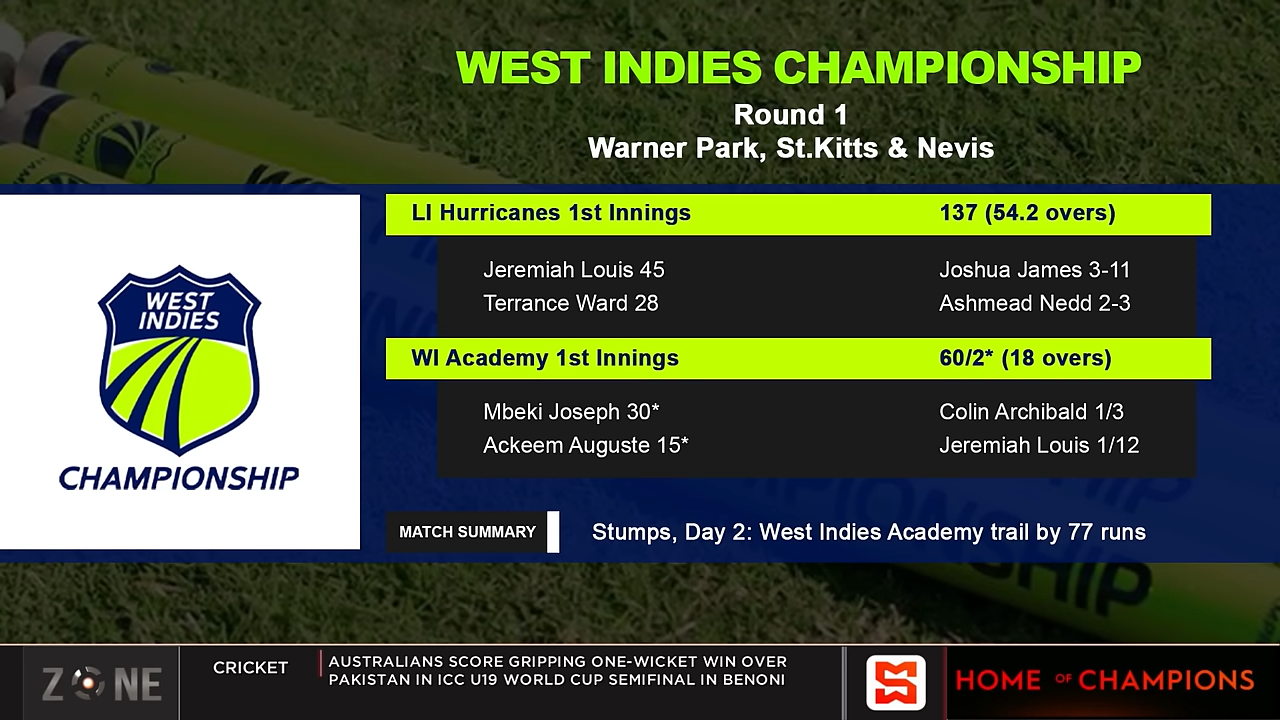 WEST INDIES CHAMPIONSHIP
Round 1
Warner Park, St.Kitts & Nevis
WEST
INDIES
CHAMPIONSHIP
LI Hurricanes 1st Innings 137 (54.2 overs)
Jeremiah Louis 45 Joshua James 3-11
Terrance Ward 28 Ashmead Nedd 2-3
WI Academy 1st Innings 60/2* (18 overs)
Mbeki Joseph 30* Colin Archibald 1/3
Ackeem Auguste 15* Jeremiah Louis 1/12
MATCH SUMMARY Stumps, Day 2: West Indies Academy trail by 77 runs
ZONE
CRICKET
AUSTRALIANS SCORE GRIPPING ONE-WICKET WIN OVER
PAKISTAN IN ICC U19 WORLD CUP SEMIFINAL IN BENONI
HOME OF CHAMPIONS